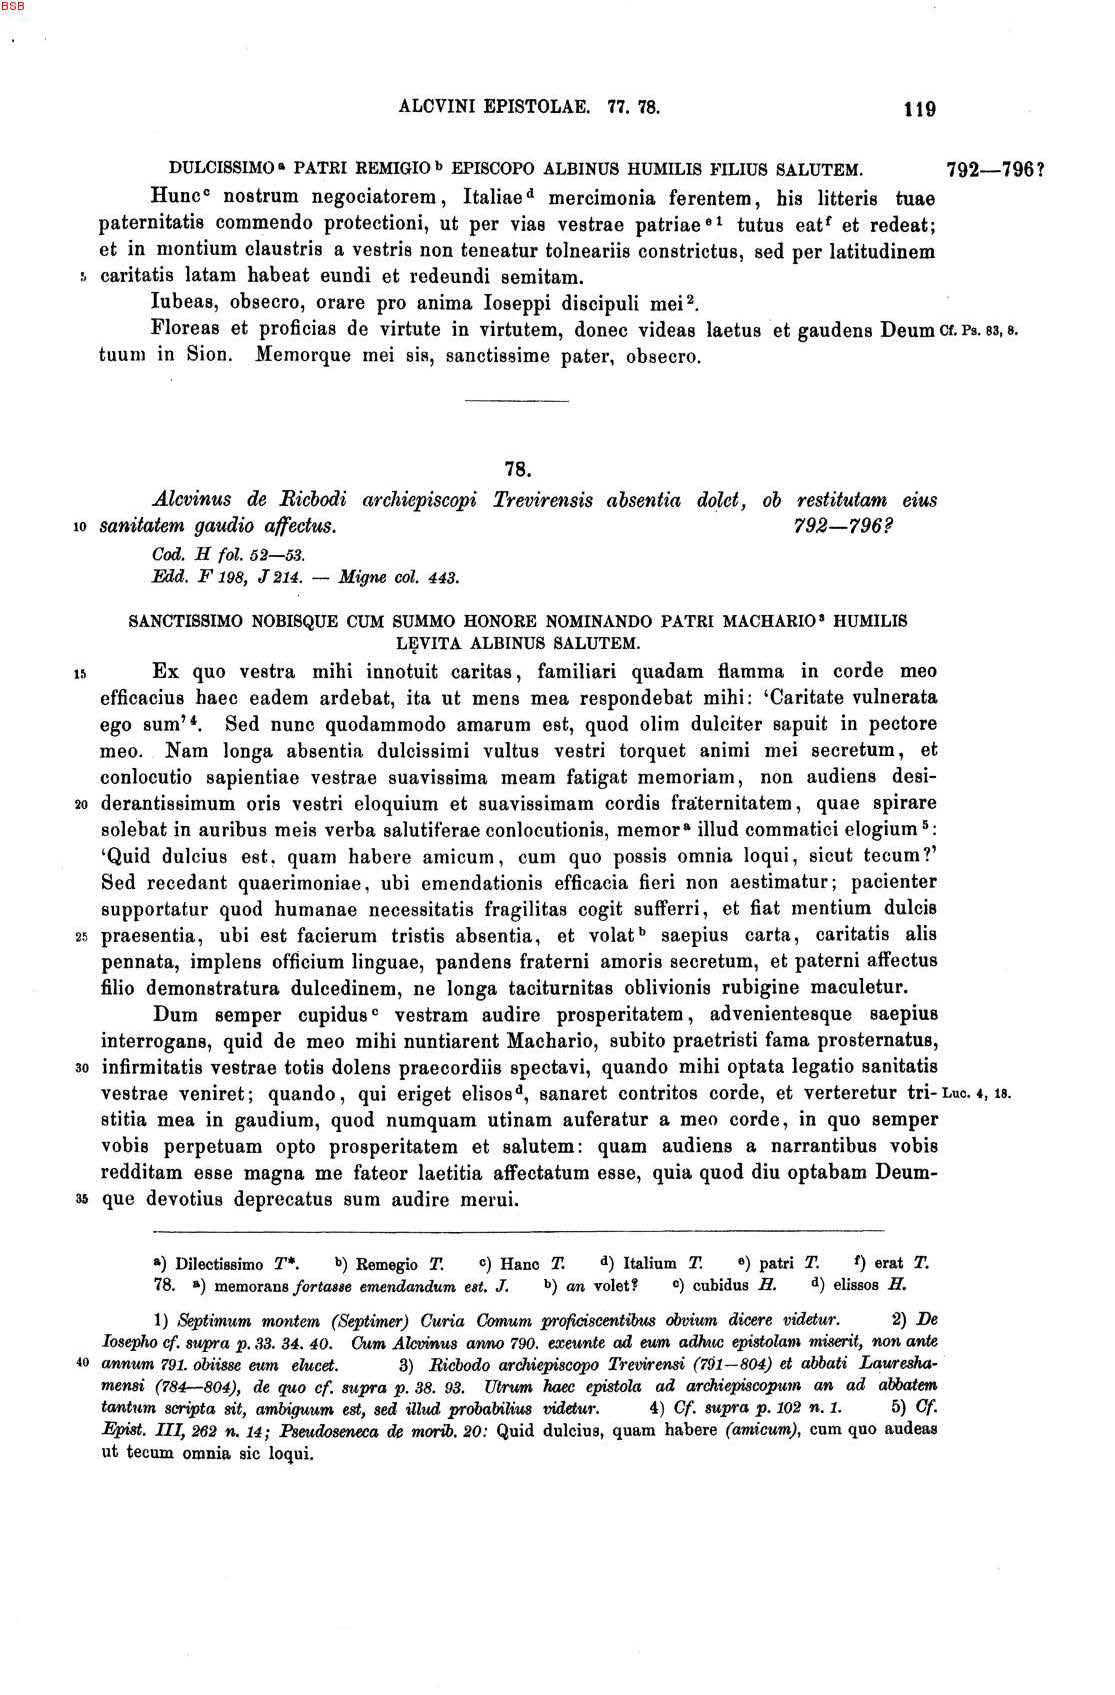 BSB
ALCVINI EPISTOLAE. 77. 78. 119
DULCISSIMO a PATRI REMIGIO b EPISCOPO ALBINUS HUMILIS FILIUS SALUTEM. 792—796?
Hunc c nostrum negociatorem, Italiae d mercimonia ferentem, his litteris tuae
paternitatis commendo protectioni, ut per vias vestrae patriae e 1 tutus eat f et redeat;
et in montium claustris a vestris non teneatur tolneariis constrictus, sed per latitudinem
5 caritatis latam habeat eundi et redeundi semitam.
Iubeas, obsecro, orare pro anima Ioseppi discipuli mei 2.
Floreas et proficias de virtute in virtutem, donec videas laetus et gaudens Deum Cf. Ps. 83, 8.
tuum in Sion. Memorque mei sis, sanctissime pater, obsecro.
78.
Alcvinus de Ricbodi archiepiscopi Trevirensis absentia dolet, ob restitutam eius
10 sanitatem gaudio affectus. 792—796?
Cod. H fol. 52—53.
Edd. F 198, J 214. — Migne col. 443.
SANCTISSIMO NOBISQUE CUM SUMMO HONORE NOMINANDO PATRI MACHARIO 3 HUMILIS
LĘVITA ALBINUS SALUTEM.
15 Ex quo vestra mihi innotuit caritas, familiari quadam flamma in corde meo
efficacius haec eadem ardebat, ita ut mens mea respondebat mihi: ‘Caritate vulnerata
ego sum’ 4. Sed nunc quodammodo amarum est, quod olim dulciter sapuit in pectore
meo. Nam longa absentia dulcissimi vultus vestri torquet animi mei secretum, et
conlocutio sapientiae vestrae suavissima meam fatigat memoriam, non audiens desi-
20 derantissimum oris vestri eloquium et suavissimam cordis fraternitatem, quae spirare
solebat in auribus meis verba salutiferae conlocutionis, memor a illud commatici elogium 5:
‘Quid dulcius est, quam habere amicum, cum quo possis omnia loqui, sicut tecum?’
Sed recedant quaerimoniae, ubi emendationis efficacia fieri non aestimatur; pacienter
supportatur quod humanae necessitatis fragilitas cogit sufferri, et fiat mentium dulcis
25 praesentia, ubi est facierum tristis absentia, et volat b saepius carta, caritatis alis
pennata, implens officium linguae, pandens fraterni amoris secretum, et paterni affectus
filio demonstratura dulcedinem, ne longa taciturnitas oblivionis rubigine maculetur.
Dum semper cupidus c vestram audire prosperitatem, advenientesque saepius
interrogans, quid de meo mihi nuntiarent Machario, subito praetristi fama prosternatus,
30 infirmitatis vestrae totis dolens praecordiis spectavi, quando mihi optata legatio sanitatis
vestrae veniret; quando, qui eriget elisos d, sanaret contritos corde, et verteretur tri- Luc. 4, 18.
stitia mea in gaudium, quod numquam utinam auferatur a meo corde, in quo semper
vobis perpetuam opto prosperitatem et salutem: quam audiens a narrantibus vobis
redditam esse magna me fateor laetitia affectatum esse, quia quod diu optabam Deum-
35 que devotius deprecatus sum audire merui.
a) Dilectissimo T*. b) Remegio T. c) Hanc T. d) Italium T. e) patri T. f) erat T.
78. a) memorans fortasse emendandum est. J. b) an volet? c) cubidus H. d) elissos H.
1) Septimum montem (Septimer) Curia Comum proficiscentibus obvium dicere videtur. 2) De
Iosepho cf. supra p. 33. 34. 40. Cum Alcvinus anno 790. exeunte ad eum adhuc epistolam miserit, non ante
40 annum 791. obiisse eum elucet. 3) Ricbodo archiepiscopo Trevirensi (791—804) et abbati Lauresha-
mensi (784—804), de quo cf. supra p. 38. 93. Utrum haec epistola ad archiepiscopum an ad abbatem
tantum scripta sit, ambiguum est, sed illud probabilius videtur. 4) Cf. supra p. 102 n. 1. 5) Cf.
Epist. III, 262 n. 14; Pseudoseneca de morib. 20: Quid dulcius, quam habere (amicum), cum quo audeas
ut tecum omnia sic loqui.